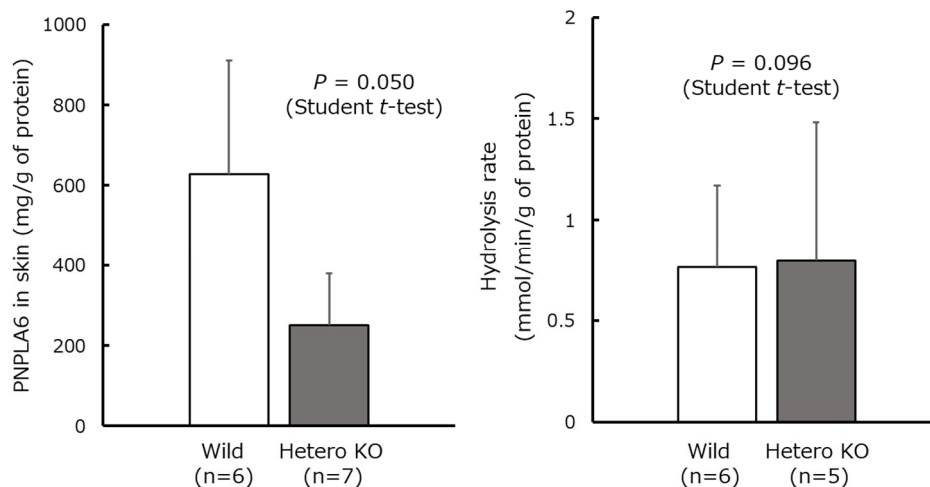 PNPLA6 in skin (mg/g of protein)
1000
800
600
400
200
0
P = 0.050
(Student t-test)
Wild
(n=6)
Hetero KO
(n=7)
Hydrolysis rate
(mmol/min/g of protein)
2
1.5
1
0.5
0
P = 0.096
(Student t-test)
Wild
(n=6)
Hetero KO
(n=5)